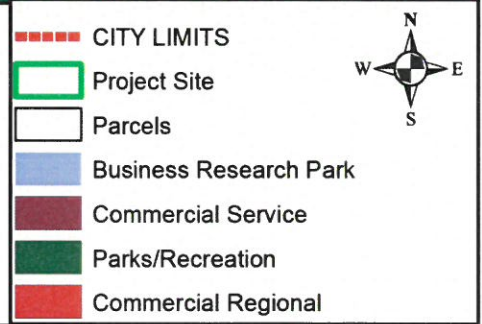 CITY LIMITS
Project Site
Parcels
Business Research Park
Commercial Service
Parks/Recreation
Commercial Regional
N
W E
S